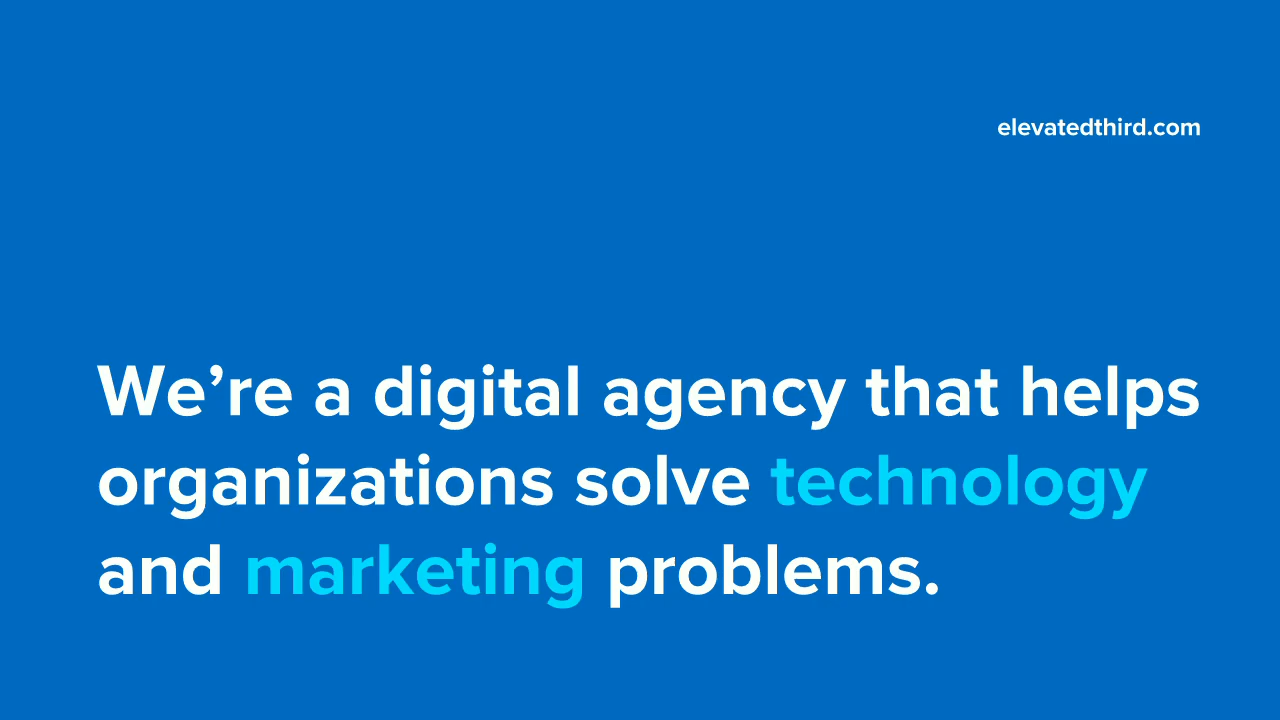 elevatedthird.com
We’re a digital agency that helps
organizations solve technology
and marketing problems.